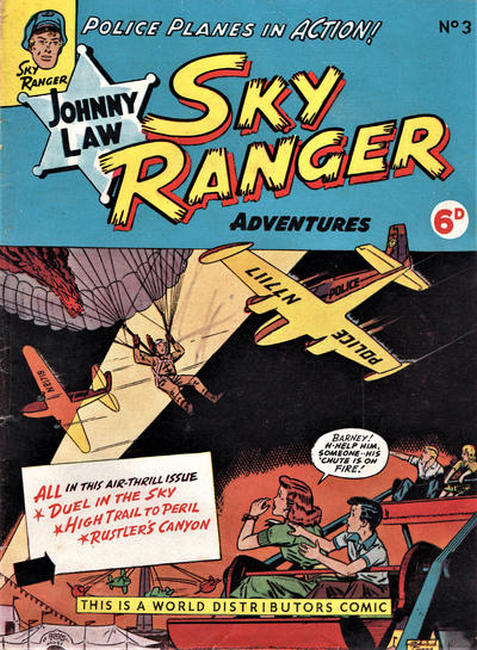 POLICE PLANES IN ACTION!
Nº 3
SKY
RANGER
JOHNNY
LAW
SKY
RANGER
ADVENTURES
6D
N7117
POLICE
POLICE
BARNEY!
H-HELP HIM,
SOMEONE--HIS
'CHUTE IS ON
FIRE!
ALL IN THIS AIR-THRILL ISSUE
★ DUEL IN THE SKY
★ HIGH TRAIL TO PERIL
★ RUSTLER'S CANYON
THIS IS A WORLD DISTRIBUTORS COMIC